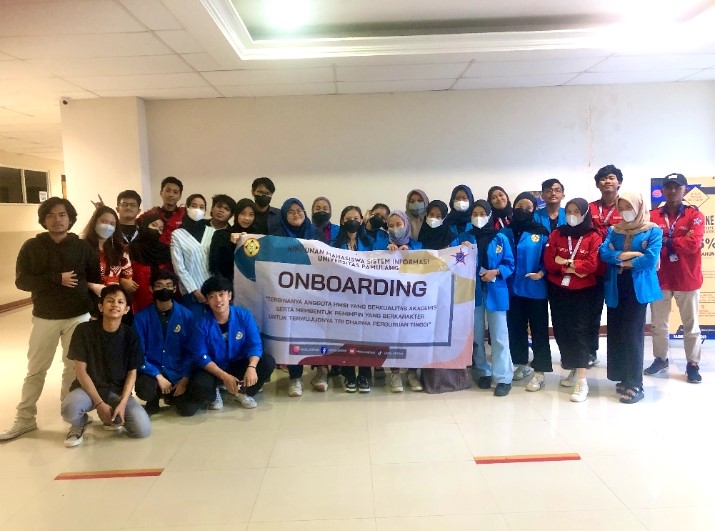 HIMPUNAN MAHASISWA SISTEM INFORMASI
UNIVERSITAS PAMULANG
ONBOARDING
"TERBINANYA ANGGOTA HMSI YANG BERKUALITAS AKADEMIS
SERTA MEMBENTUK PEMIMPIN YANG BERKARAKTER
UNTUK TERWUJUDNYA TRI DHARMA PERGURUAN TINGGI"